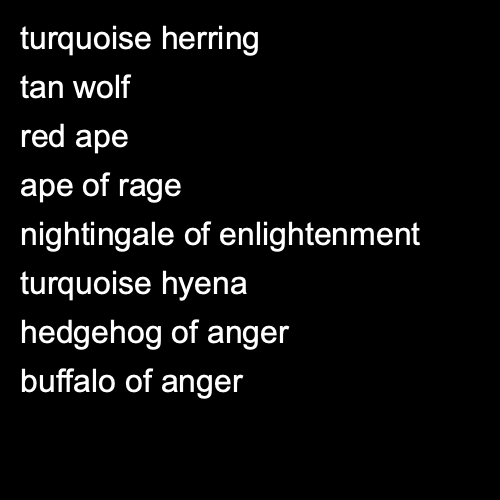 turquoise herring
tan wolf
red ape
ape of rage
nightingale of enlightenment
turquoise hyena
hedgehog of anger
buffalo of anger